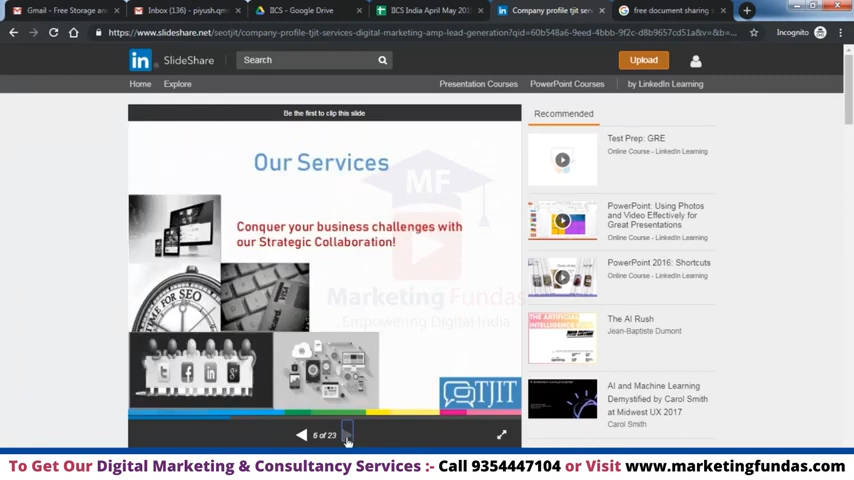 Gmail - Free Storage an
Inbox (136) - piyush.qm
IICS - Google Drive
IICS India April May 201
Company profile tjit ser
free document sharing s
https://www.slideshare.net/seotjit/company-profile-tjit-services-digital-marketing-amp-lead-generation?qid=60b548a6-9eed-4bbb-9f2c-d8b9657cd51a&v=&b=...
Incognito
in SlideShare
Search
Upload
Home
Explore
Presentation Courses
PowerPoint Courses
by LinkedIn Learning
Be the first to clip this slide
Our Services
MF
Conquer your business challenges with
our Strategic Collaboration!
TIME FOR SEO
Marketing Fundas
Empowering Digital India
TJIT
6 of 23
Recommended
Test Prep: GRE
Online Course - LinkedIn Learning
PowerPoint: Using Photos
and Video Effectively for
Great Presentations
Online Course - LinkedIn Learning
PowerPoint 2016: Shortcuts
Online Course - LinkedIn Learning
The AI Rush
Jean-Baptiste Dumont
AI and Machine Learning
Demystified by Carol Smith
at Midwest UX 2017
Carol Smith
To Get Our Digital Marketing & Consultancy Services :- Call 9354447104 or Visit www.marketingfundas.com